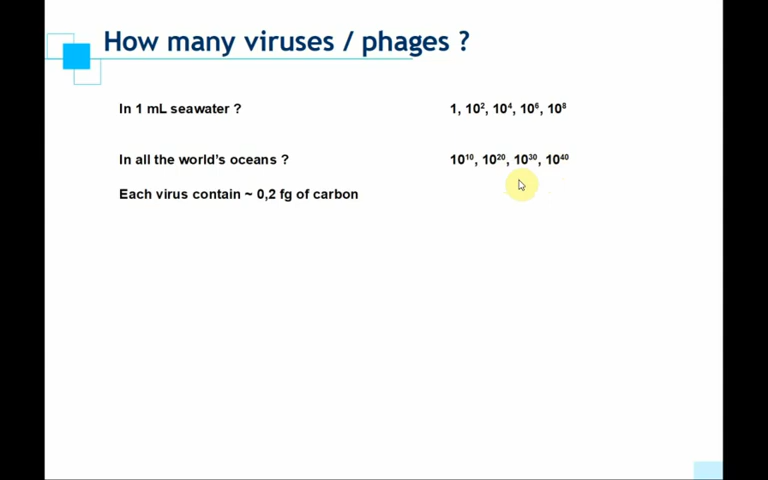 How many viruses / phages ?
In 1 mL seawater ? 1, 10², 10⁴, 10⁶, 10⁸
In all the world's oceans ? 10¹⁰, 10²⁰, 10³⁰, 10⁴⁰
Each virus contain ~ 0,2 fg of carbon